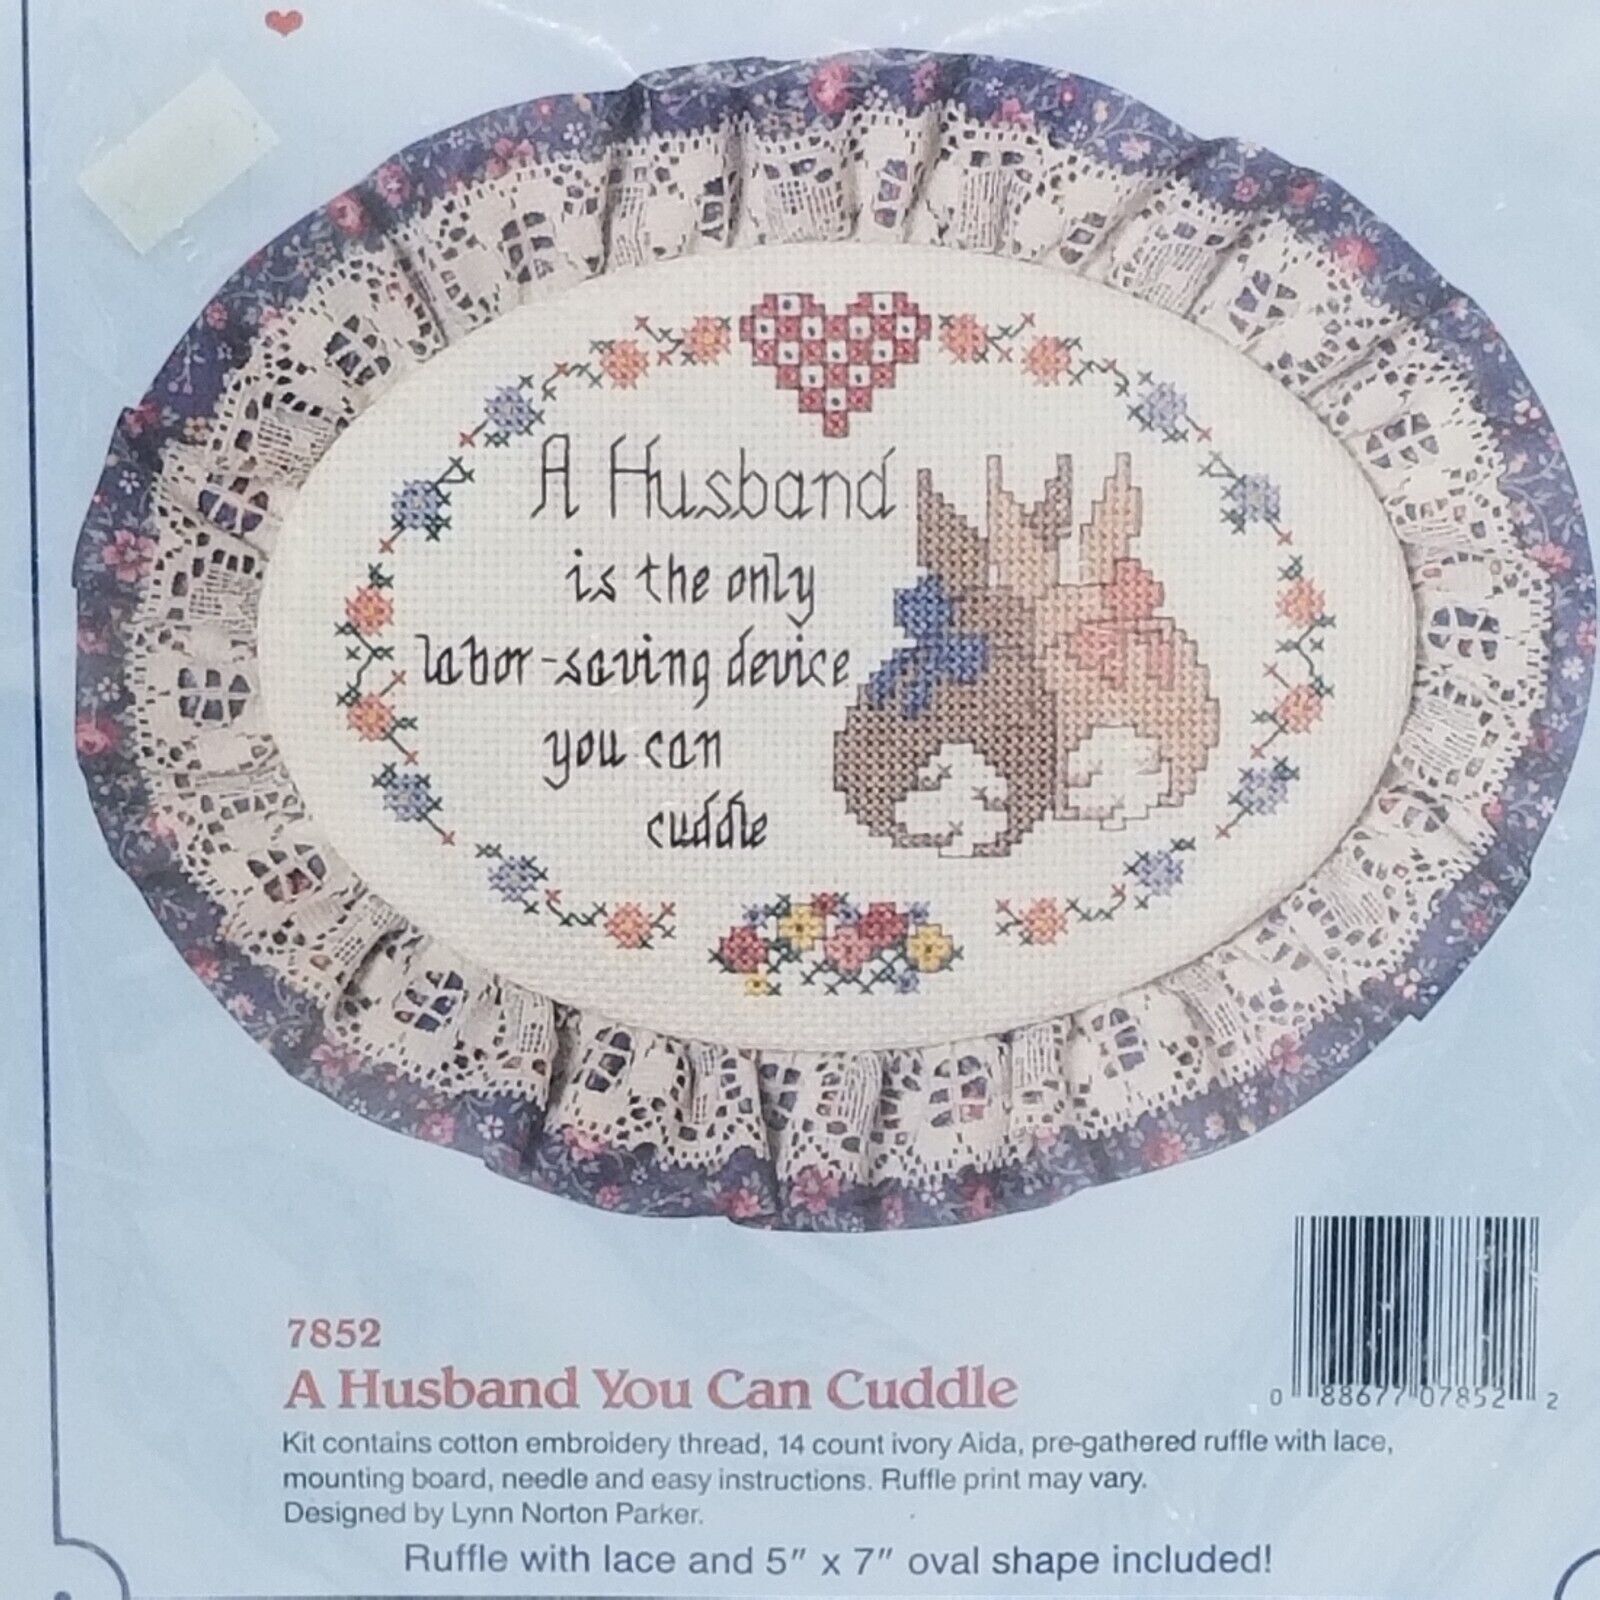 A Husband
is the only
labor-saving device
you can
cuddle
7852
A Husband You Can Cuddle
Kit contains cotton embroidery thread, 14 count ivory Aida, pre-gathered ruffle with lace,
mounting board, needle and easy instructions. Ruffle print may vary.
Designed by Lynn Norton Parker.
Ruffle with lace and 5" x 7" oval shape included!
0 88677 07852 2